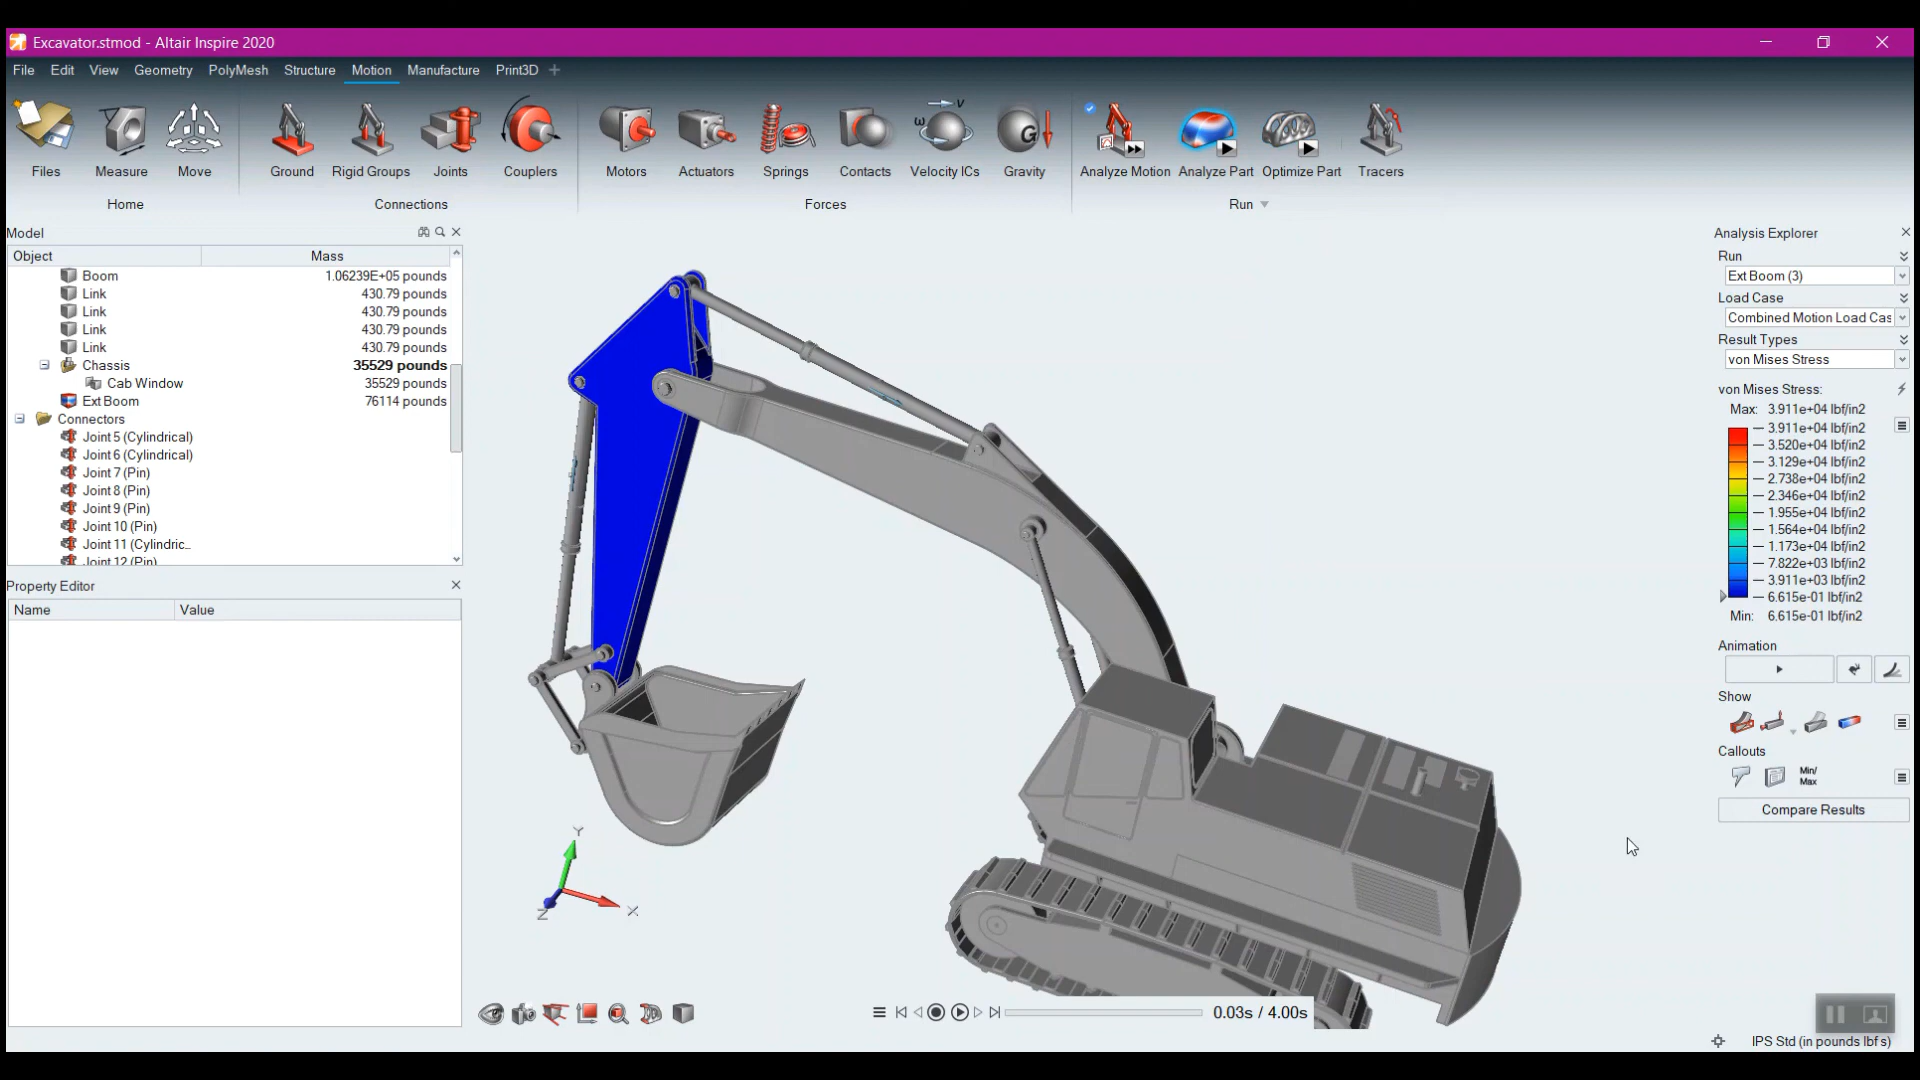 Excavator.stmod - Altair Inspire 2020
File Edit View Geometry PolyMesh Structure Motion Manufacture Print3D +
Files Measure Move Ground Rigid Groups Joints Couplers Motors Actuators Springs Contacts Velocity ICs Gravity Analyze Motion Analyze Part Optimize Part Tracers
Home Connections Forces Run
Model
Object Mass
Boom 1.06239E+05 pounds
Link 430.79 pounds
Link 430.79 pounds
Link 430.79 pounds
Link 430.79 pounds
Chassis 35529 pounds
Cab Window 35529 pounds
Ext Boom 76114 pounds
Connectors
Joint 5 (Cylindrical)
Joint 6 (Cylindrical)
Joint 7 (Pin)
Joint 8 (Pin)
Joint 9 (Pin)
Joint 10 (Pin)
Joint 11 (Cylindric...
Joint 12 (Pin)
Property Editor
Name Value
Y
X
Z
0.03s / 4.00s
Analysis Explorer
Run
Ext Boom (3)
Load Case
Combined Motion Load Cas
Result Types
von Mises Stress
von Mises Stress:
Max: 3.911e+04 lbf/in2
3.911e+04 lbf/in2
3.520e+04 lbf/in2
3.129e+04 lbf/in2
2.738e+04 lbf/in2
2.346e+04 lbf/in2
1.955e+04 lbf/in2
1.564e+04 lbf/in2
1.173e+04 lbf/in2
7.822e+03 lbf/in2
3.911e+03 lbf/in2
6.615e-01 lbf/in2
Min: 6.615e-01 lbf/in2
Animation
Show
Callouts
Min/
Max
Compare Results
IPS Std (in pounds lbf s)